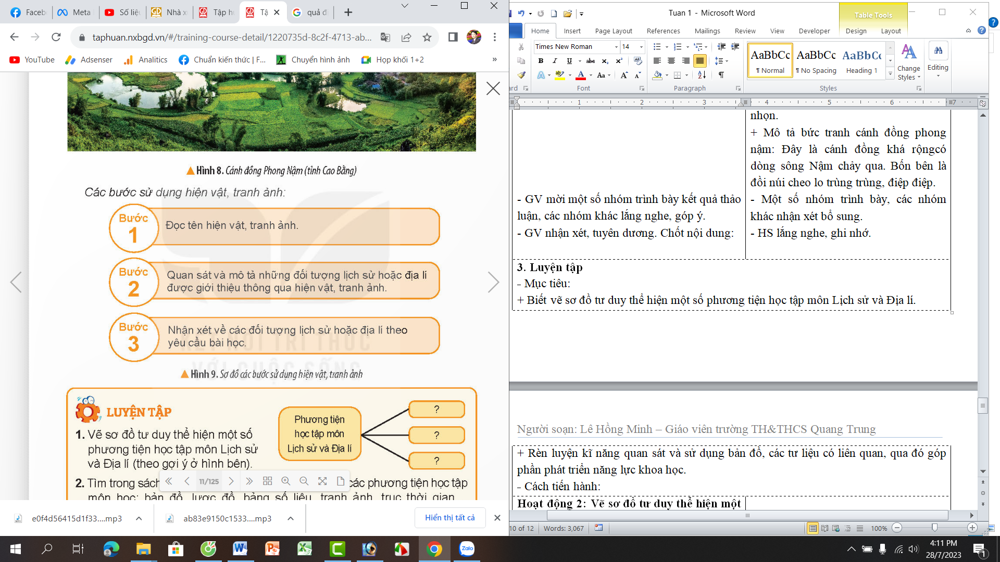 Faceb
Meta
Số liệ
Nhà x
Tập h
Tậ
quả đ
taphuan.nxbgd.vn/#/training-course-detail/1220735d-8c2f-4713-ab...
YouTube
Adsenser
Analitics
Chuẩn kiến thức | F...
Chuyển hình ảnh
Họp khối 1+2
»
Hình 8. Cánh đồng Phong Nậm (tỉnh Cao Bằng)
Các bước sử dụng hiện vật, tranh ảnh:
Bước
1
Đọc tên hiện vật, tranh ảnh.
Bước
2
Quan sát và mô tả những đối tượng lịch sử hoặc địa lí
được giới thiệu thông qua hiện vật, tranh ảnh.
Bước
3
Nhận xét về các đối tượng lịch sử hoặc địa lí theo
yêu cầu bài học.
KẾT NỐI TRI THỨC
VỚI CUỘC SỐNG
Hình 9. Sơ đồ các bước sử dụng hiện vật, tranh ảnh
LUYỆN TẬP
1. Vẽ sơ đồ tư duy thể hiện một số
phương tiện học tập môn Lịch sử
và Địa lí (theo gợi ý ở hình bên).
Phương tiện
học tập môn
Lịch sử và Địa lí
?
?
?
2. Tìm trong sách
các phương tiện học tập
môn học: bản đồ, lược đồ, bảng số liệu, tranh ảnh, trục thời gian,
11/125
e0f4d56415d1f33....mp3
ab83e9150c1533....mp3
Hiển thị tất cả
Tuan 1 - Microsoft Word
Table Tools
Home
Insert
Page Layout
References
Mailings
Review
View
Developer
Design
Layout
Times New Roman
14
AaBbCc
¶ Normal
AaBbCc
¶ No Spacing
AaBbC
Heading 1
Change
Styles
Editing
ard
Font
Paragraph
Styles
1 2 3 4 5 6 7
nhọn.
+ Mô tả bức tranh cánh đồng phong
nậm: Đây là cánh đồng khá rộngcó
dòng sông Nậm chảy qua. Bốn bên là
đồi núi cheo lo trùng trùng, điệp điệp.
- GV mời một số nhóm trình bày kết quả thảo
luận, các nhóm khác lắng nghe, góp ý.
- GV nhận xét, tuyên dương. Chốt nội dung:
- Một số nhóm trình bày, các nhóm
khác nhận xét bổ sung.
- HS lắng nghe, ghi nhớ.
3. Luyện tập
- Mục tiêu:
+ Biết vẽ sơ đồ tư duy thể hiện một số phương tiện học tập môn Lịch sử và Địa lí.
Người soạn: Lê Hồng Minh – Giáo viên trường TH&THCS Quang Trung
+ Rèn luyện kĩ năng quan sát và sử dụng bản đồ, các tư liệu có liên quan, qua đó góp
phần phát triển năng lực khoa học.
- Cách tiến hành:
Hoạt động 2: Vẽ sơ đồ tư duy thể hiện một
10 of 12
Words: 3,067
100%
Zalo
4:11 PM
28/7/2023
1